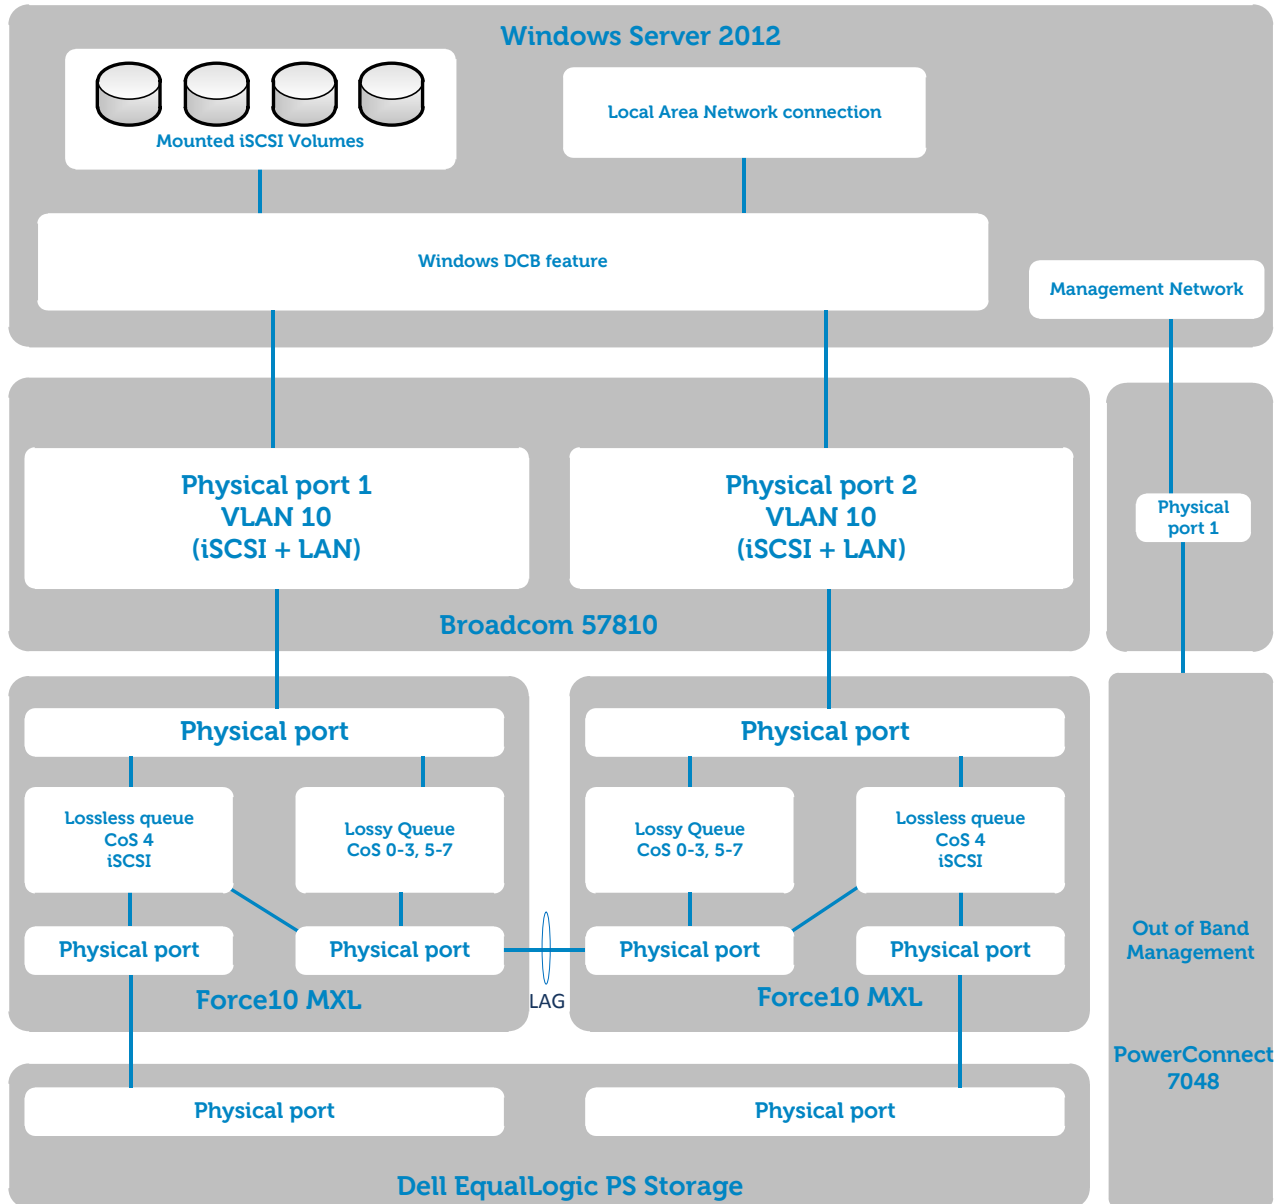 Windows Server 2012
Mounted iSCSI Volumes
Local Area Network connection
Windows DCB feature
Management Network
Physical port 1
VLAN 10
(iSCSI + LAN)
Physical port 2
VLAN 10
(iSCSI + LAN)
Broadcom 57810
Physical
port 1
Physical port
Lossless queue
CoS 4
iSCSI
Lossy Queue
CoS 0-3, 5-7
Physical port
Physical port
Force10 MXL
LAG
Physical port
Lossy Queue
CoS 0-3, 5-7
Lossless queue
CoS 4
iSCSI
Physical port
Physical port
Force10 MXL
Out of Band
Management
PowerConnect
7048
Physical port
Physical port
Dell EqualLogic PS Storage